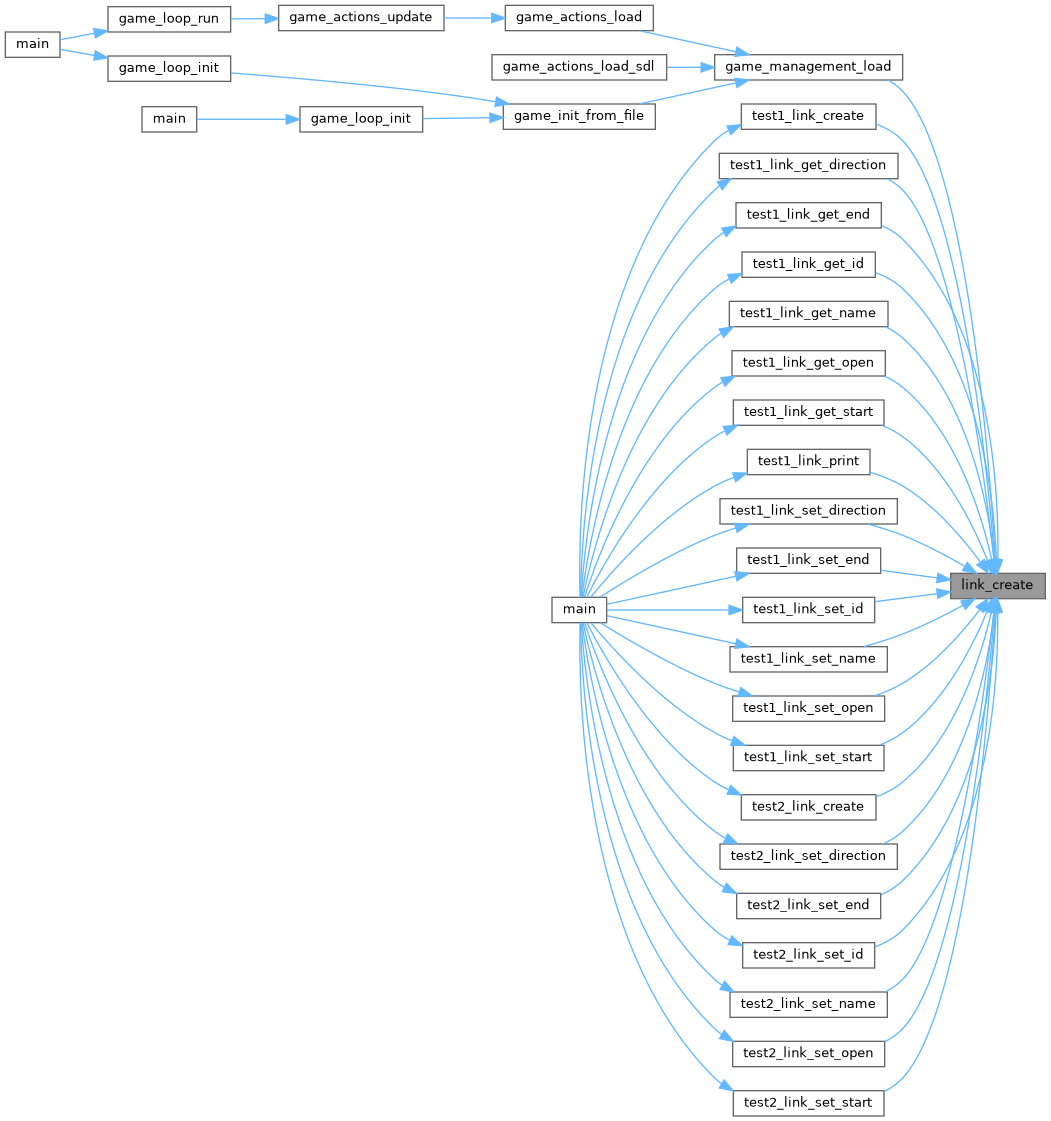 game_loop_run
game_actions_update
game_actions_load
main
game_loop_init
game_actions_load_sdl
game_management_load
main
game_loop_init
game_init_from_file
test1_link_create
test1_link_get_direction
test1_link_get_end
test1_link_get_id
test1_link_get_name
test1_link_get_open
test1_link_get_start
test1_link_print
test1_link_set_direction
test1_link_set_end
link_create
main
test1_link_set_id
test1_link_set_name
test1_link_set_open
test1_link_set_start
test2_link_create
test2_link_set_direction
test2_link_set_end
test2_link_set_id
test2_link_set_name
test2_link_set_open
test2_link_set_start